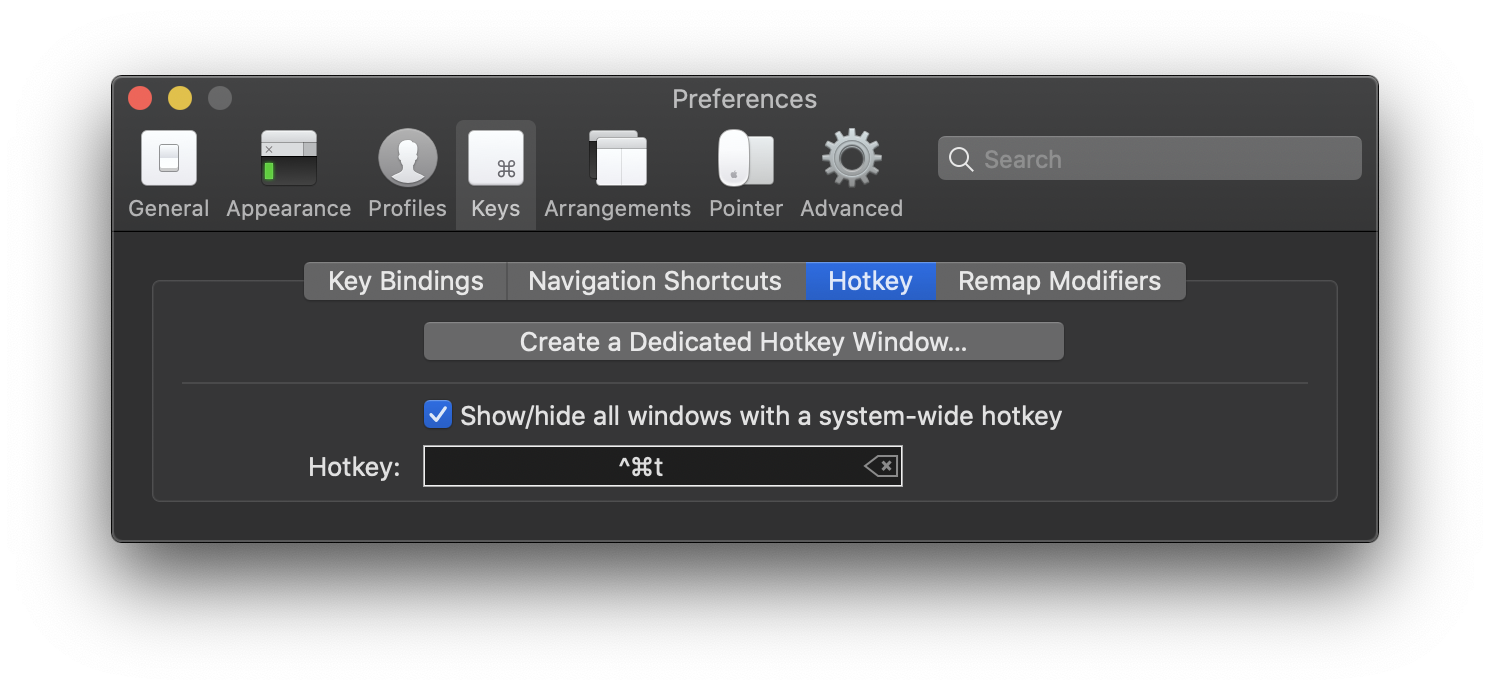 Preferences
General Appearance Profiles Keys Arrangements Pointer Advanced Search
Key Bindings Navigation Shortcuts Hotkey Remap Modifiers
Create a Dedicated Hotkey Window...
Show/hide all windows with a system-wide hotkey
Hotkey: ^⌘t